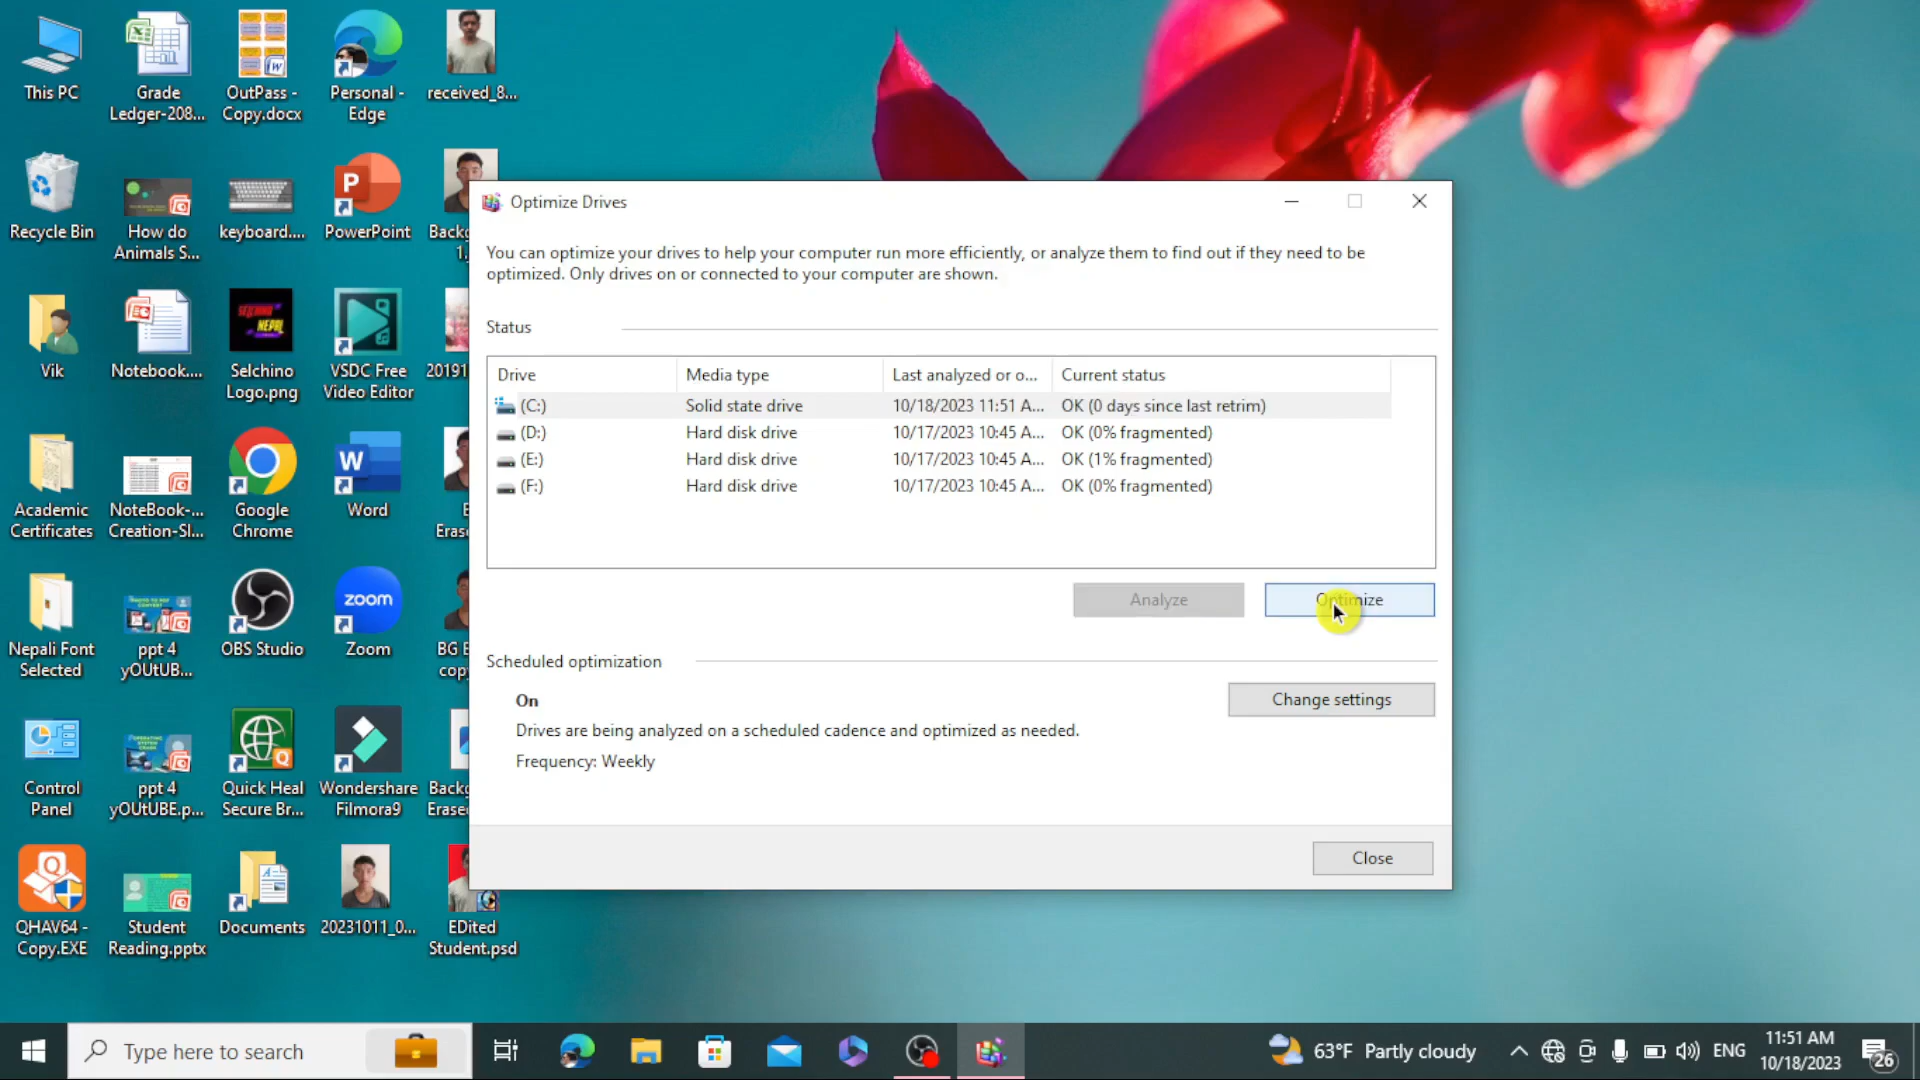 This PC
Grade
Ledger-208...
OutPass -
Copy.docx
Personal -
Edge
received_8...
Recycle Bin
How do
Animals S...
keyboard....
PowerPoint
Backg
1.
Vik
Notebook....
Selchino
Logo.png
VSDC Free
Video Editor
20191
Academic
Certificates
NoteBook-...
Creation-Sl...
Google
Chrome
Word
E
Eras
Nepali Font
Selected
ppt 4
yOUtUB...
OBS Studio
zoom
Zoom
BG E
copy
Control
Panel
ppt 4
yOUtUBE.p...
Quick Heal
Secure Br...
Wondershare
Filmora9
Backg
Erase
QHAV64 -
Copy.EXE
Student
Reading.pptx
Documents
20231011_0...
EDited
Student.psd
Optimize Drives
You can optimize your drives to help your computer run more efficiently, or analyze them to find out if they need to be
optimized. Only drives on or connected to your computer are shown.
Status
Drive Media type Last analyzed or o... Current status
(C:) Solid state drive 10/18/2023 11:51 A... OK (0 days since last retrim)
(D:) Hard disk drive 10/17/2023 10:45 A... OK (0% fragmented)
(E:) Hard disk drive 10/17/2023 10:45 A... OK (1% fragmented)
(F:) Hard disk drive 10/17/2023 10:45 A... OK (0% fragmented)
Analyze Optimize
Scheduled optimization
On
Change settings
Drives are being analyzed on a scheduled cadence and optimized as needed.
Frequency: Weekly
Close
Type here to search
63°F Partly cloudy
ENG
11:51 AM
10/18/2023
26